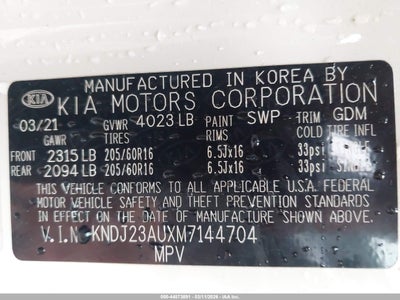 MANUFACTURED IN KOREA BY
KIA KIA MOTORS CORPORATION
03/21 GVWR 4023 LB PAINT SWP TRIM GDM
GAWR TIRES RIMS COLD TIRE INFL
FRONT 2315 LB 205/60R16 6.5Jx16 33psi
REAR 2094 LB 205/60R16 6.5Jx16 33psi
THIS VEHICLE CONFORMS TO ALL APPLICABLE U.S.A. FEDERAL
MOTOR VEHICLE SAFETY AND THEFT PREVENTION STANDARDS
IN EFFECT ON THE DATE OF MANUFACTURE SHOWN ABOVE.
V.I.N KNDJ23AUXM7144704
MPV